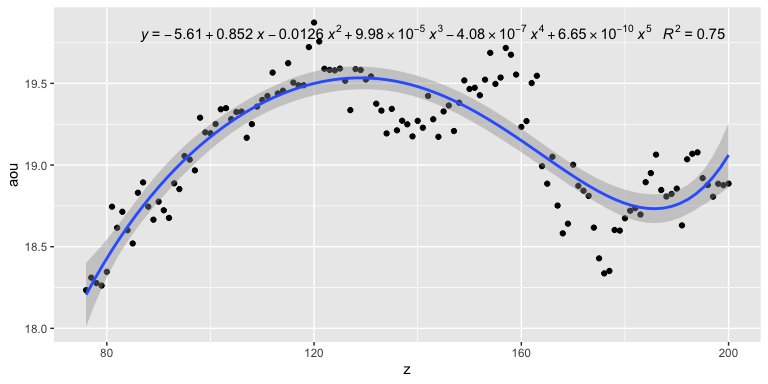 y = −5.61 + 0.852 x − 0.0126 x² + 9.98 × 10⁻⁵ x³ − 4.08 × 10⁻⁷ x⁴ + 6.65 × 10⁻¹⁰ x⁵   R² = 0.75
19.5
19.0
18.5
18.0
aou
80 120 160 200
z